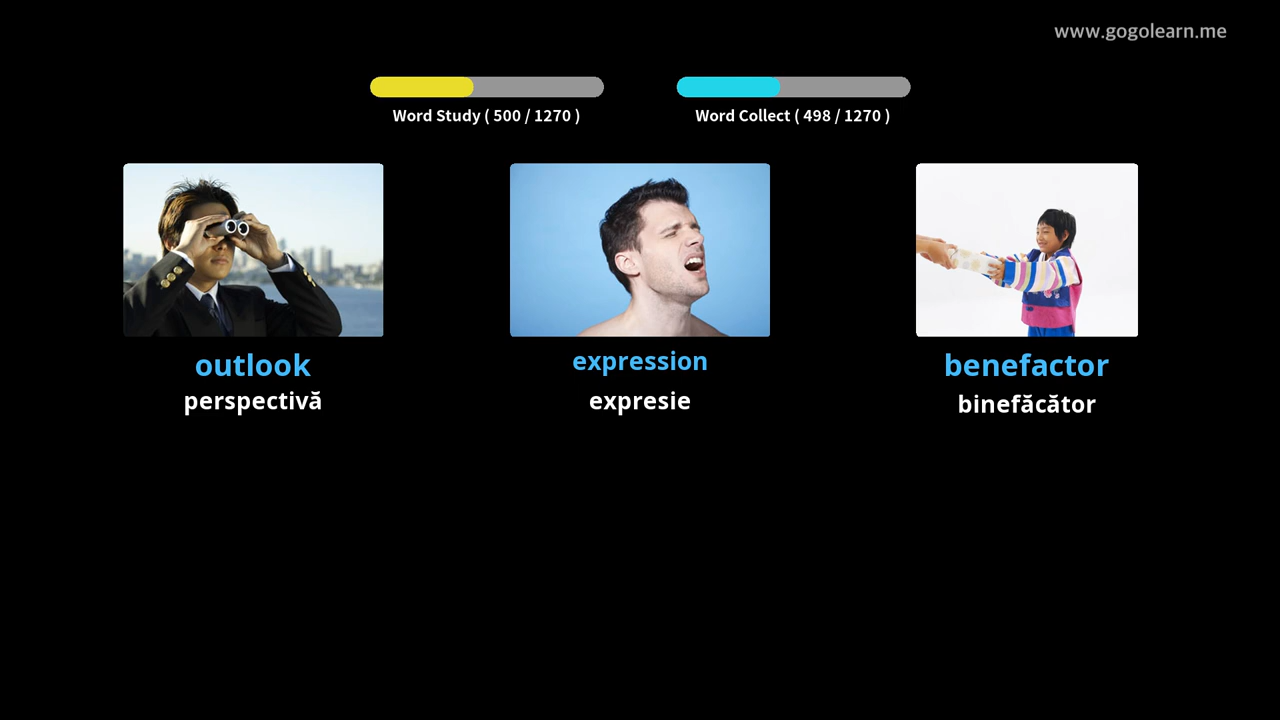 www.gogolearn.me
Word Study ( 500 / 1270 )
Word Collect ( 498 / 1270 )
outlook
perspectivă
expression
expresie
benefactor
binefăcător